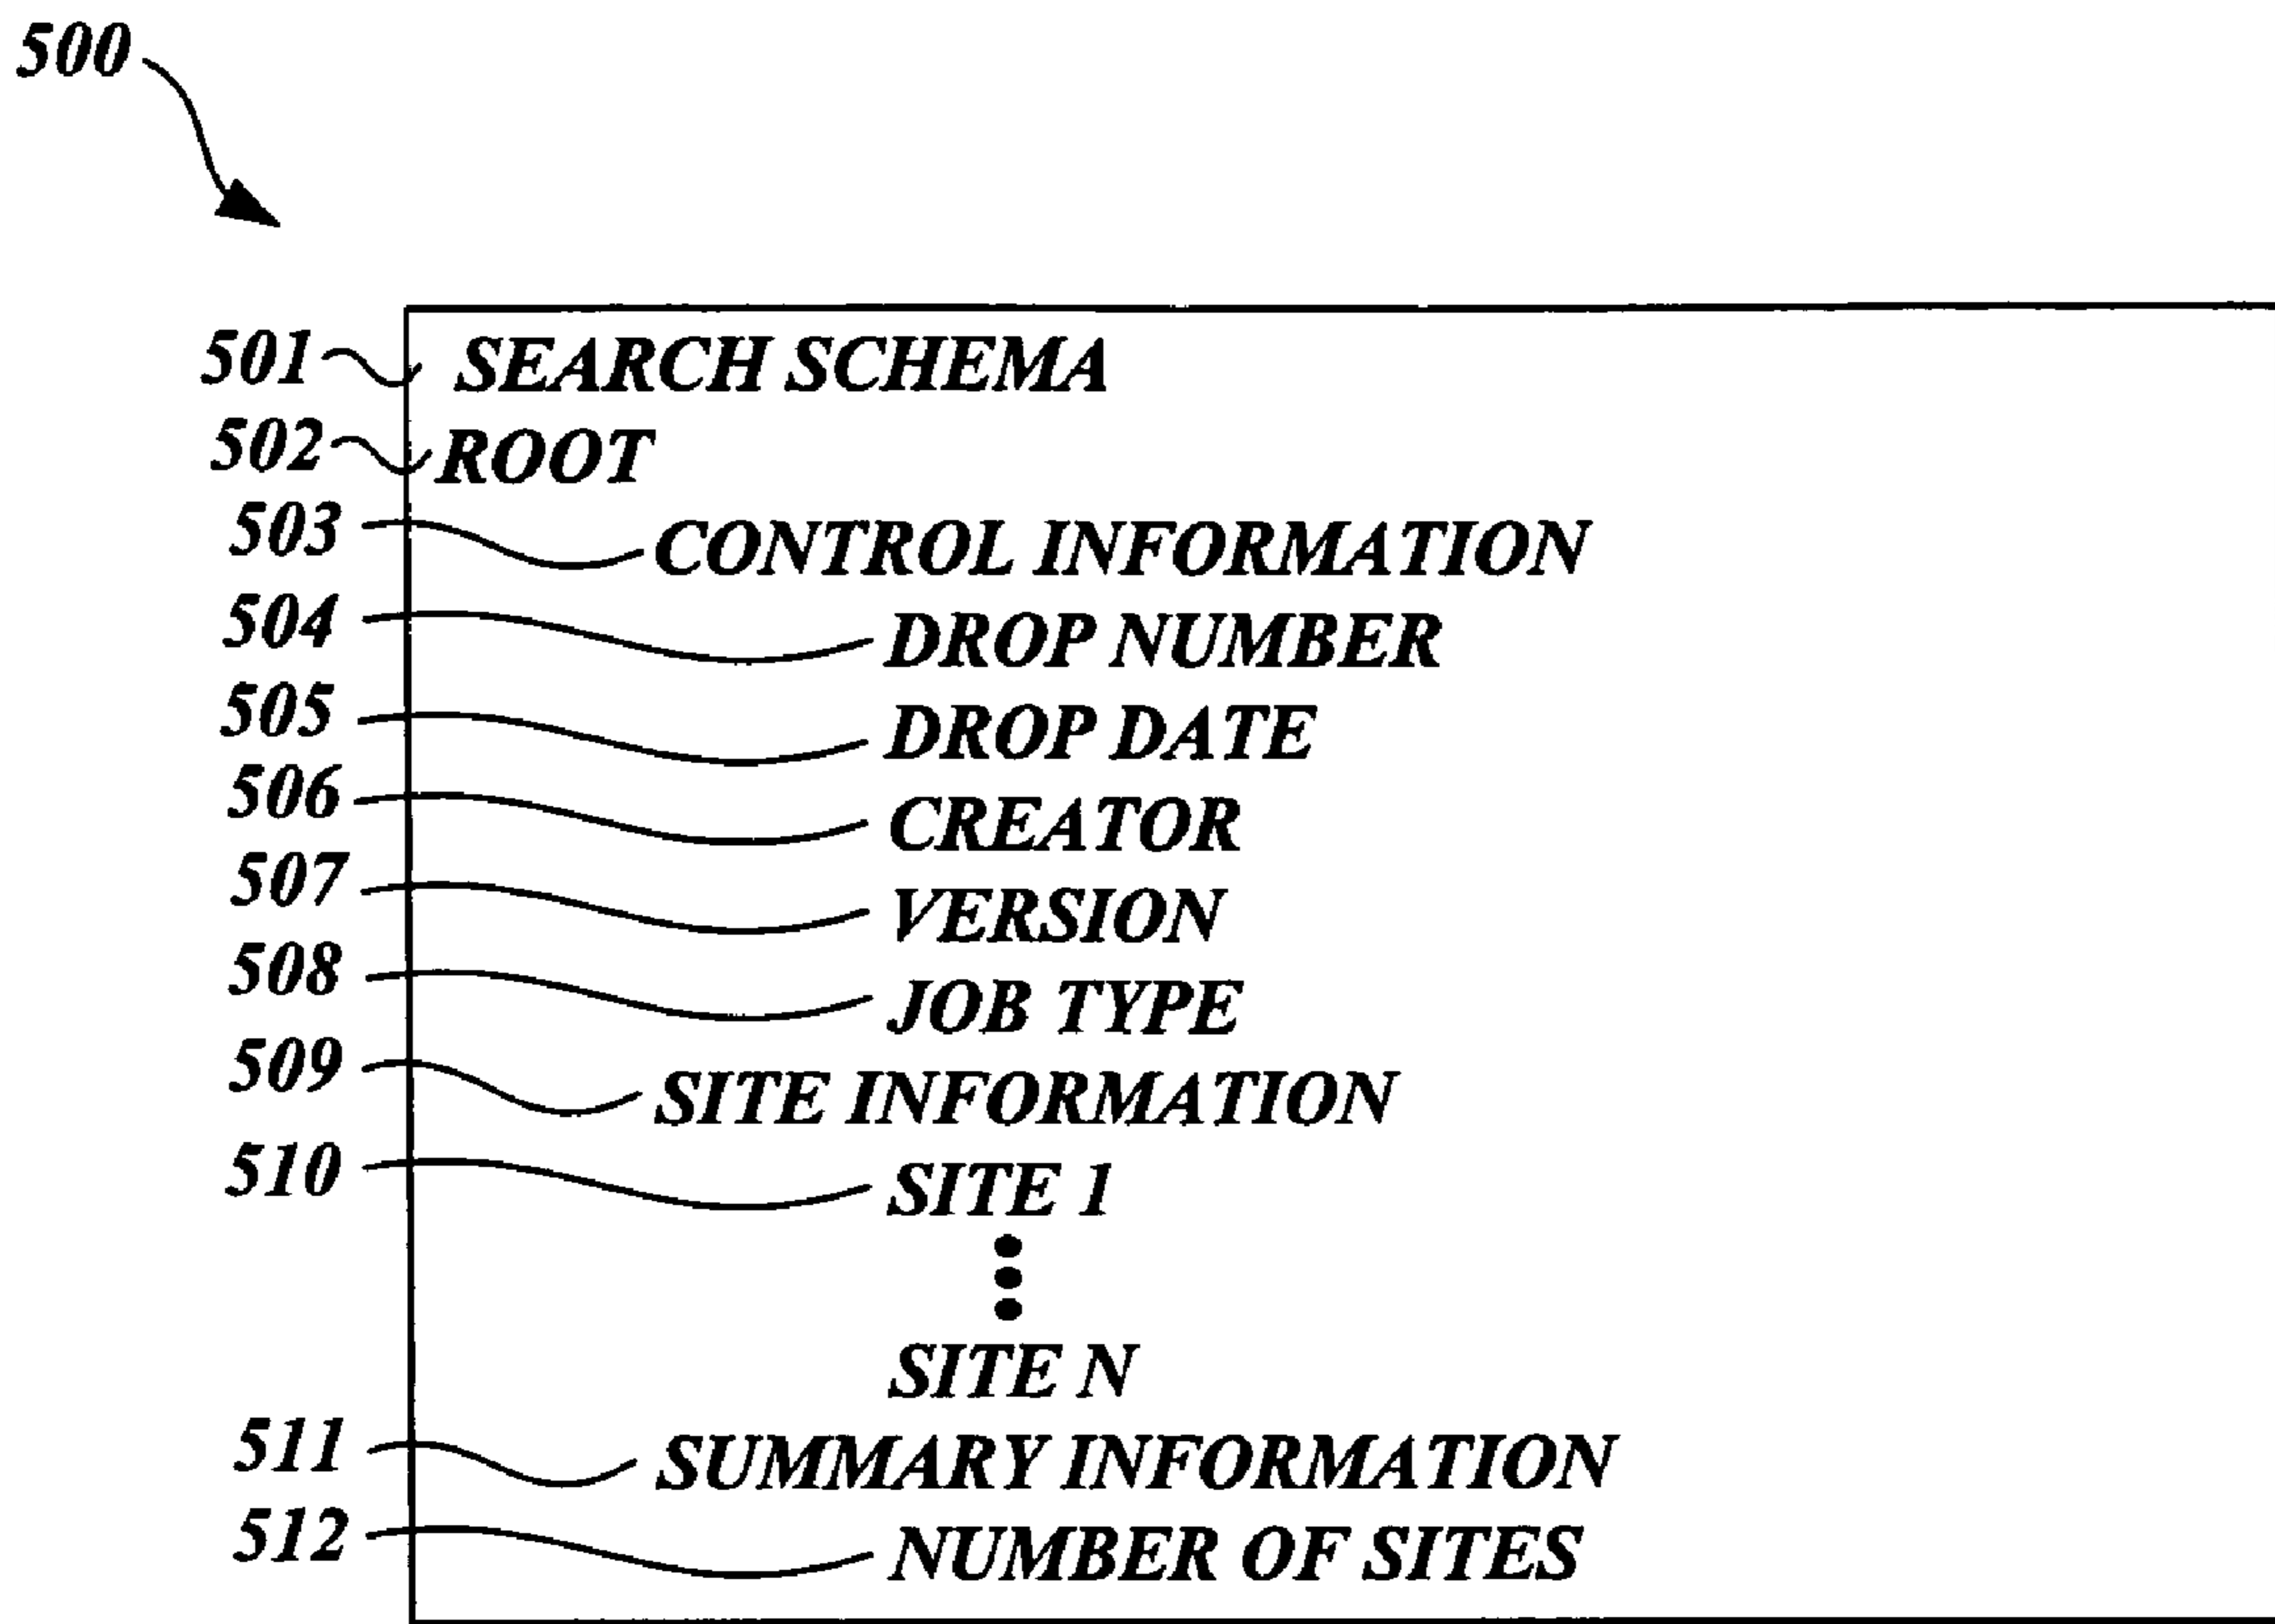 500
501 SEARCH SCHEMA
502 ROOT
503 CONTROL INFORMATION
504 DROP NUMBER
505 DROP DATE
506 CREATOR
507 VERSION
508 JOB TYPE
509 SITE INFORMATION
510 SITE 1
SITE N
511 SUMMARY INFORMATION
512 NUMBER OF SITES